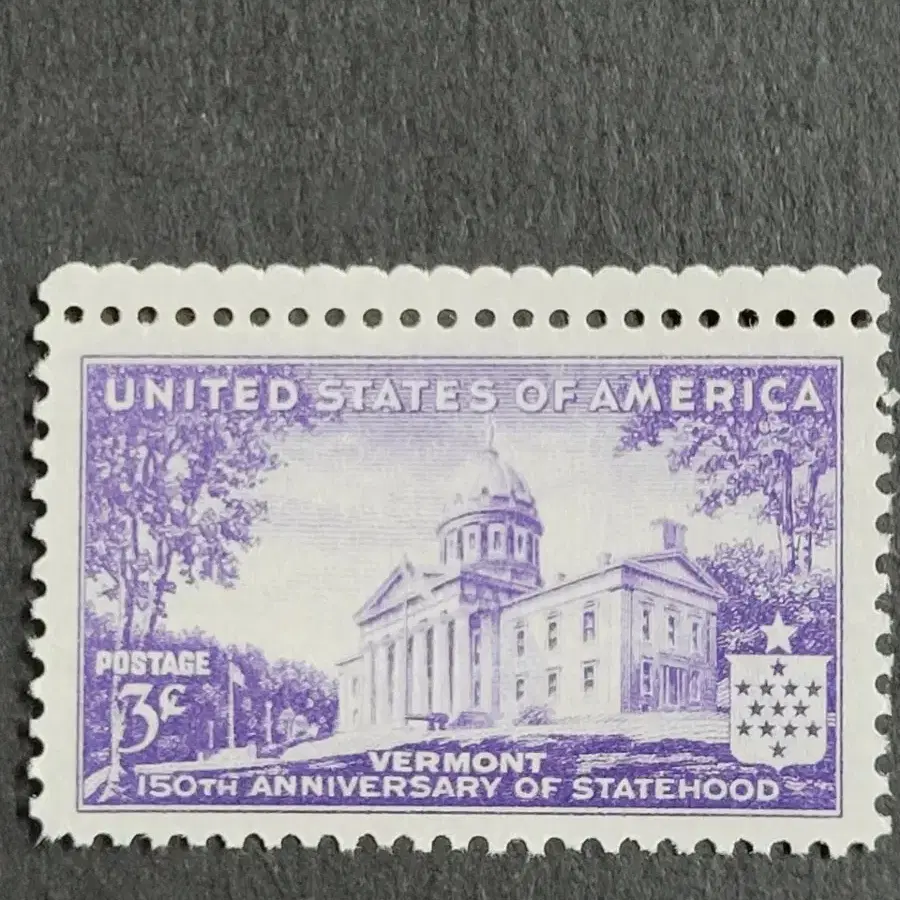 UNITED STATES OF AMERICA
POSTAGE
3¢
VERMONT
150TH ANNIVERSARY OF STATEHOOD